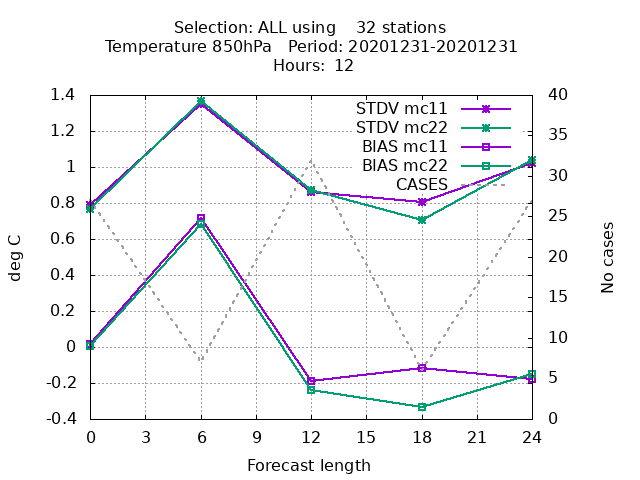 Selection: ALL using    32 stations
Temperature 850hPa   Period: 20201231-20201231
Hours:  12
STDV mc11
STDV mc22
BIAS mc11
BIAS mc22
CASES
1.4
1.2
1
0.8
0.6
0.4
0.2
0
-0.2
-0.4
deg C
40
35
30
25
20
15
10
5
0
No cases
0 3 6 9 12 15 18 21 24
Forecast length